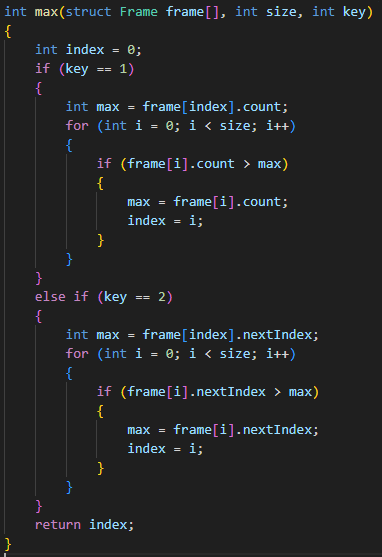 int max(struct Frame frame[], int size, int key)
{
    int index = 0;
    if (key == 1)
    {
        int max = frame[index].count;
        for (int i = 0; i < size; i++)
        {
            if (frame[i].count > max)
            {
                max = frame[i].count;
                index = i;
            }
        }
    }
    else if (key == 2)
    {
        int max = frame[index].nextIndex;
        for (int i = 0; i < size; i++)
        {
            if (frame[i].nextIndex > max)
            {
                max = frame[i].nextIndex;
                index = i;
            }
        }
    }
    return index;
}